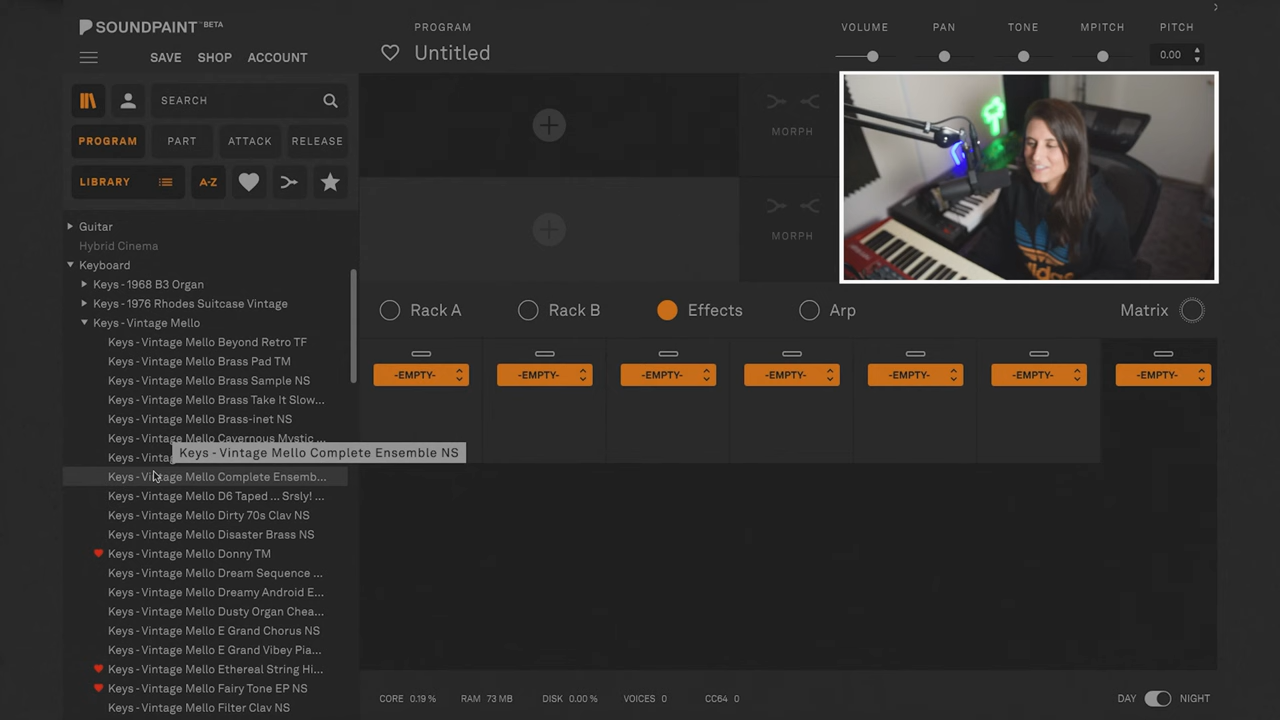 SOUNDPAINT BETA
SAVE SHOP ACCOUNT
PROGRAM
Untitled
VOLUME PAN TONE MPITCH PITCH
0.00
SEARCH
PROGRAM PART ATTACK RELEASE
LIBRARY A-Z
MORPH
MORPH
Guitar
Hybrid Cinema
Keyboard
Keys - 1968 B3 Organ
Keys - 1976 Rhodes Suitcase Vintage
Keys - Vintage Mello
Keys - Vintage Mello Beyond Retro TF
Keys - Vintage Mello Brass Pad TM
Keys - Vintage Mello Brass Sample NS
Keys - Vintage Mello Brass Take It Slow...
Keys - Vintage Mello Brass-inet NS
Keys - Vintage Mello Cavernous Mystic ...
Keys - Vinta
Keys - Vintage Mello Complete Ensemble NS
Keys - Vintage Mello Complete Ensemb...
Keys - Vintage Mello D6 Taped ... Srsly! ...
Keys - Vintage Mello Dirty 70s Clav NS
Keys - Vintage Mello Disaster Brass NS
Keys - Vintage Mello Donny TM
Keys - Vintage Mello Dream Sequence ...
Keys - Vintage Mello Dreamy Android E...
Keys - Vintage Mello Dusty Organ Chea...
Keys - Vintage Mello E Grand Chorus NS
Keys - Vintage Mello E Grand Vibey Pia...
Keys - Vintage Mello Ethereal String Hi...
Keys - Vintage Mello Fairy Tone EP NS
Keys - Vintage Mello Filter Clav NS
Rack A Rack B Effects Arp Matrix
-EMPTY- -EMPTY- -EMPTY- -EMPTY- -EMPTY- -EMPTY- -EMPTY-
adidas
CORE 0.19 % RAM 73 MB DISK 0.00 % VOICES 0 CC64 0
DAY NIGHT